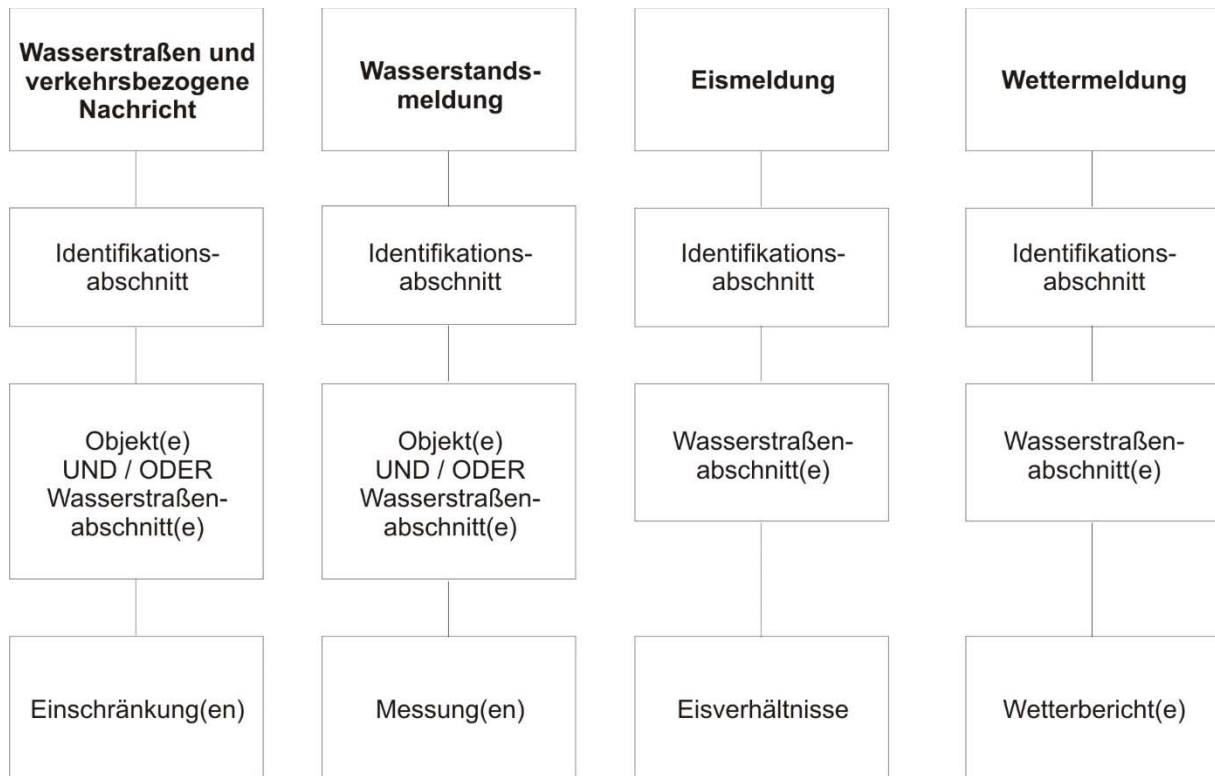 Wasserstraßen und
verkehrsbezogene
Nachricht
Wasserstands-
meldung
Eismeldung
Wettermeldung
Identifikations-
abschnitt
Identifikations-
abschnitt
Identifikations-
abschnitt
Identifikations-
abschnitt
Objekt(e)
UND / ODER
Wasserstraßen-
abschnitt(e)
Objekt(e)
UND / ODER
Wasserstraßen-
abschnitt(e)
Wasserstraßen-
abschnitt(e)
Wasserstraßen-
abschnitt(e)
Einschränkung(en)
Messung(en)
Eisverhältnisse
Wetterbericht(e)